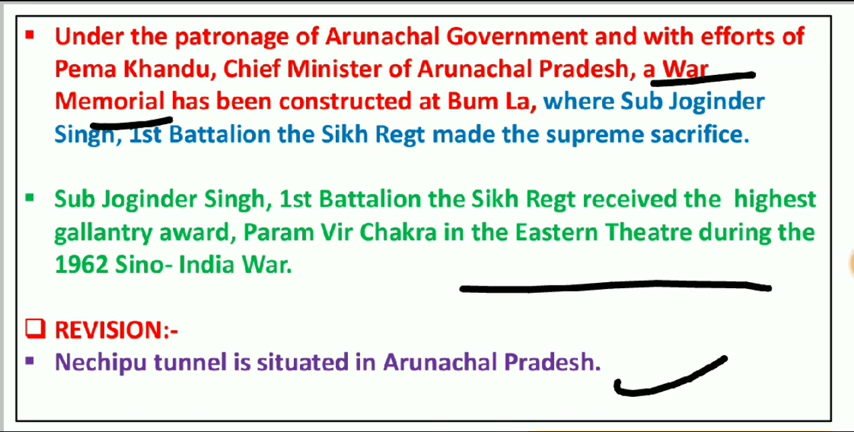 Under the patronage of Arunachal Government and with efforts of
Pema Khandu, Chief Minister of Arunachal Pradesh, a War
Memorial has been constructed at Bum La, where Sub Joginder
Singh, 1st Battalion the Sikh Regt made the supreme sacrifice.
Sub Joginder Singh, 1st Battalion the Sikh Regt received the highest
gallantry award, Param Vir Chakra in the Eastern Theatre during the
1962 Sino- India War.
REVISION:-
Nechipu tunnel is situated in Arunachal Pradesh.